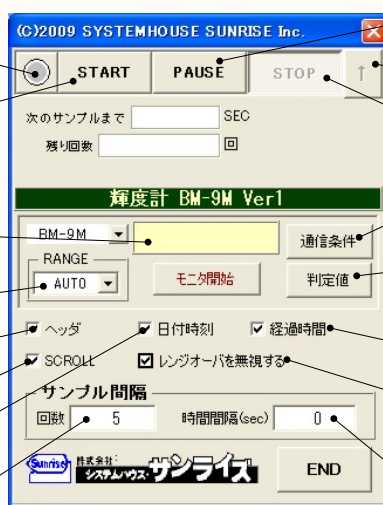 (C)2009 SYSTEMHOUSE SUNRISE Inc.
START PAUSE STOP ↑
次のサンプルまで SEC
残り回数 回
輝度計 BM-9M Ver1
BM-9M 通信条件
RANGE
AUTO モニタ開始 判定値
ヘッダ 日付時刻 経過時間
SCROLL レンジオーバを無視する
サンプル間隔
回数 5 時間間隔(sec) 0
Sunrise 株式会社 システムハウス サンライズ END